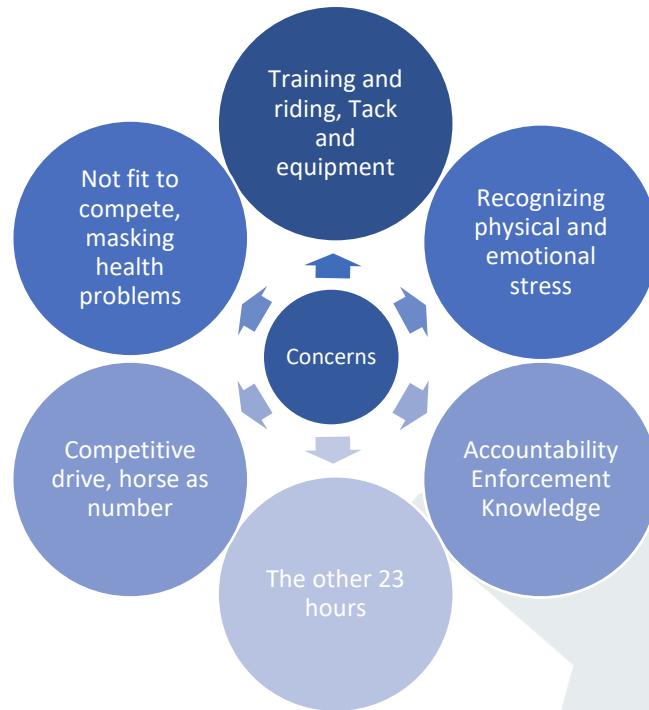 Training and
riding, Tack
and
equipment
Not fit to
compete,
masking
health
problems
Recognizing
physical and
emotional
stress
Concerns
Competitive
drive, horse as
number
Accountability
Enforcement
Knowledge
The other 23
hours